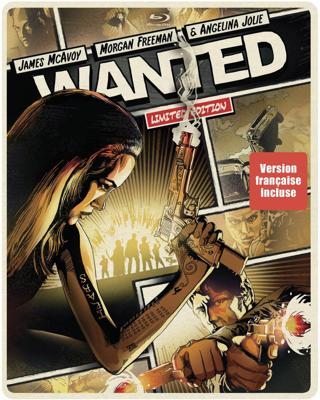 JAMES MCAVOY MORGAN FREEMAN & ANGELINA JOLIE
WANTED
LIMITED EDITION
Version
française
incluse